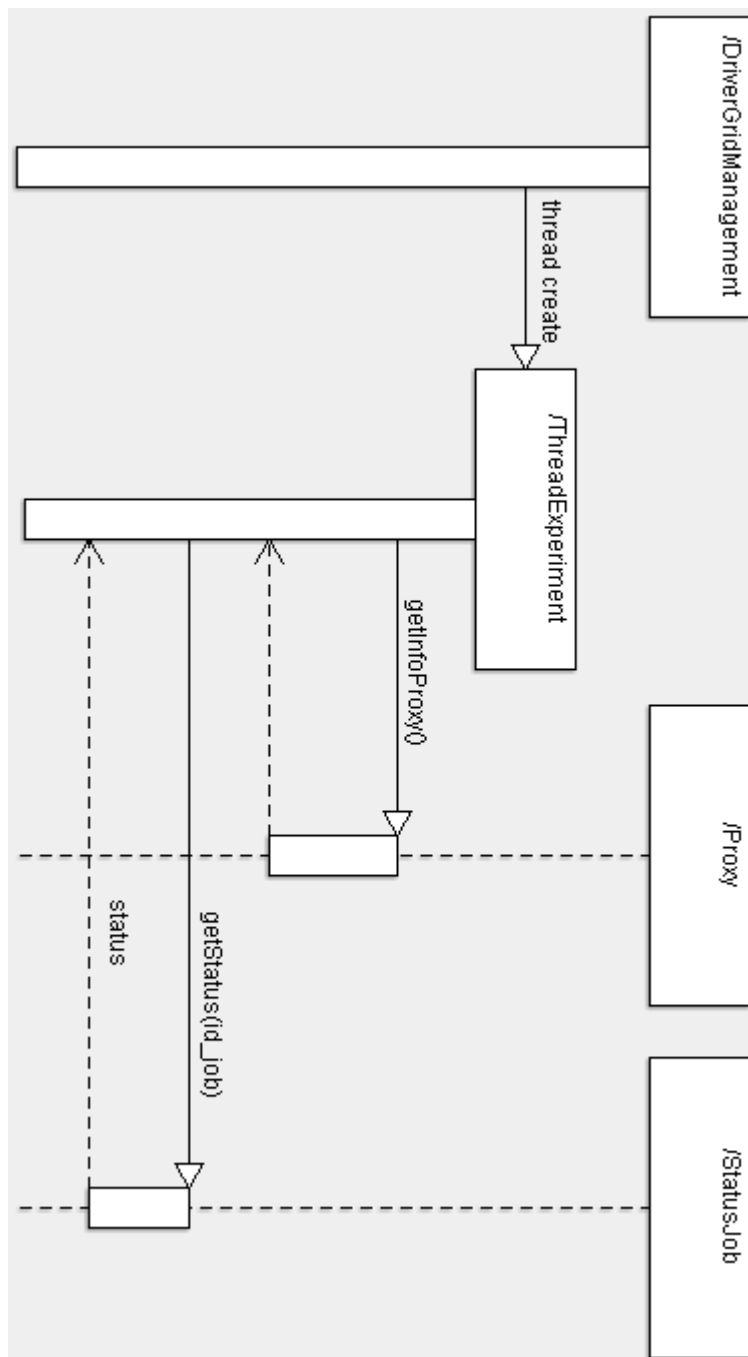 /DriverGridManagement
/Proxy
/StatusJob
thread create
/ThreadExperiment
getInfoProxy()
getStatus(id_job)
status